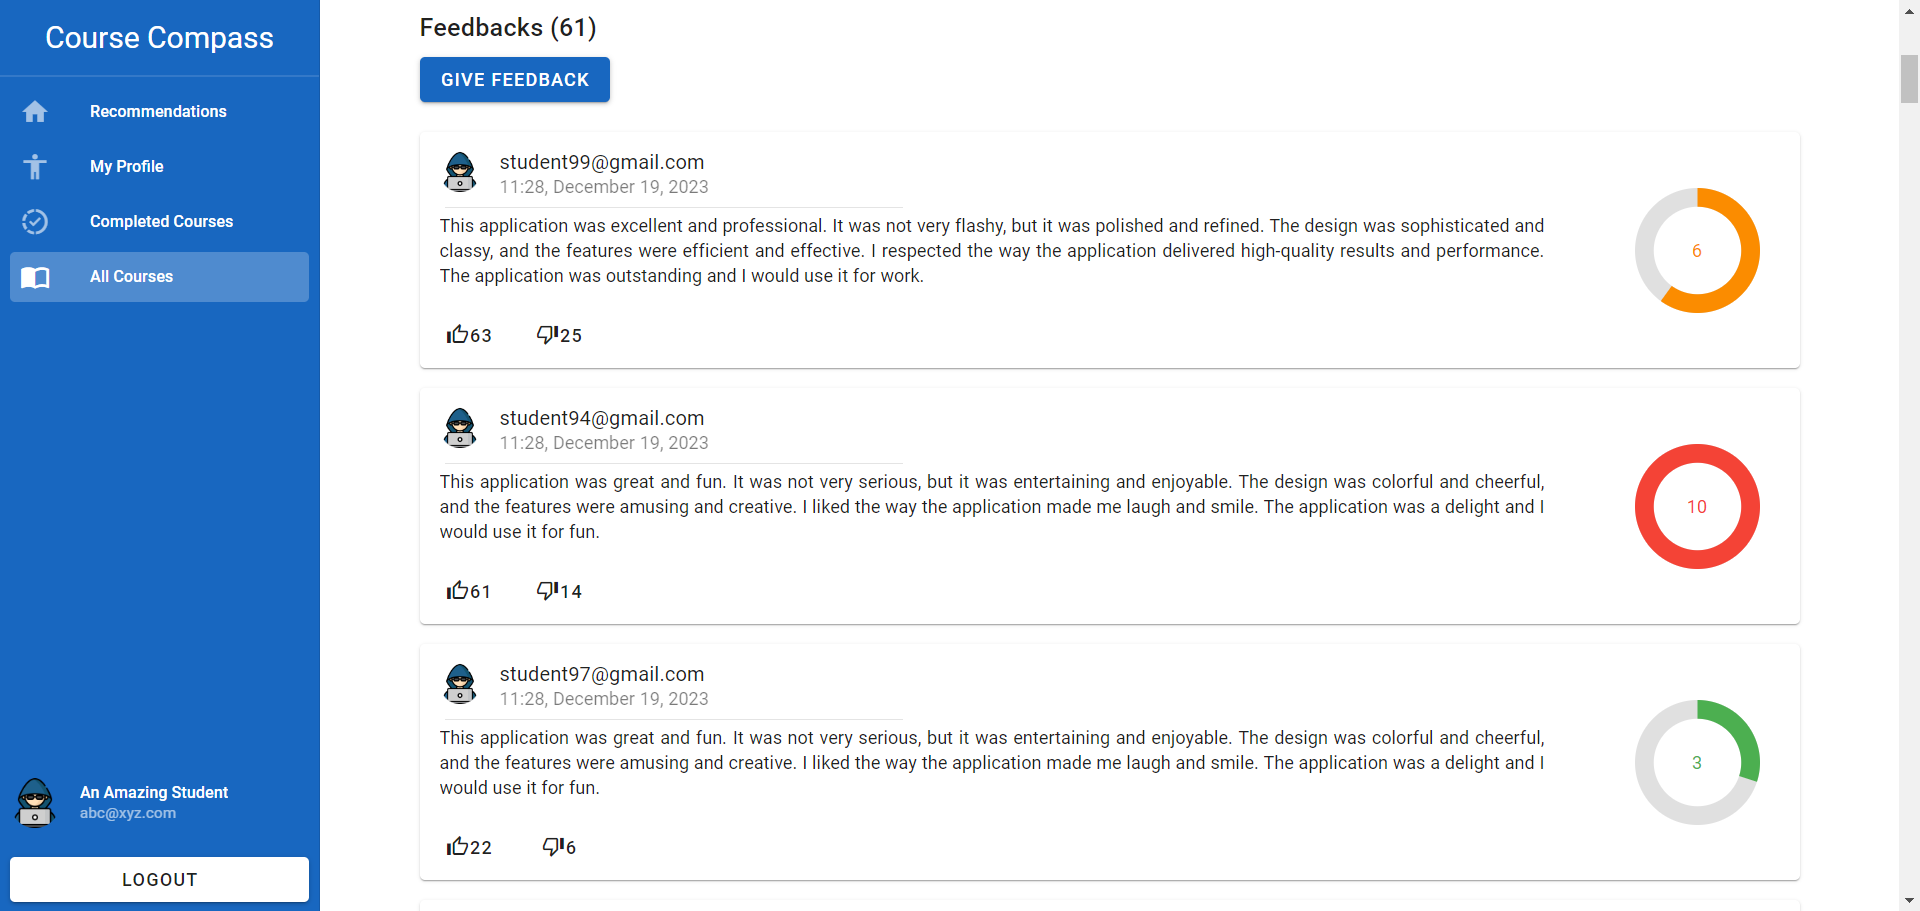 Course Compass
Recommendations
My Profile
Completed Courses
All Courses
An Amazing Student
abc@xyz.com
LOGOUT
Feedbacks (61)
GIVE FEEDBACK
student99@gmail.com
11:28, December 19, 2023
This application was excellent and professional. It was not very flashy, but it was polished and refined. The design was sophisticated and
classy, and the features were efficient and effective. I respected the way the application delivered high-quality results and performance.
The application was outstanding and I would use it for work.
6
63 25
student94@gmail.com
11:28, December 19, 2023
This application was great and fun. It was not very serious, but it was entertaining and enjoyable. The design was colorful and cheerful,
and the features were amusing and creative. I liked the way the application made me laugh and smile. The application was a delight and I
would use it for fun.
10
61 14
student97@gmail.com
11:28, December 19, 2023
This application was great and fun. It was not very serious, but it was entertaining and enjoyable. The design was colorful and cheerful,
and the features were amusing and creative. I liked the way the application made me laugh and smile. The application was a delight and I
would use it for fun.
3
22 6